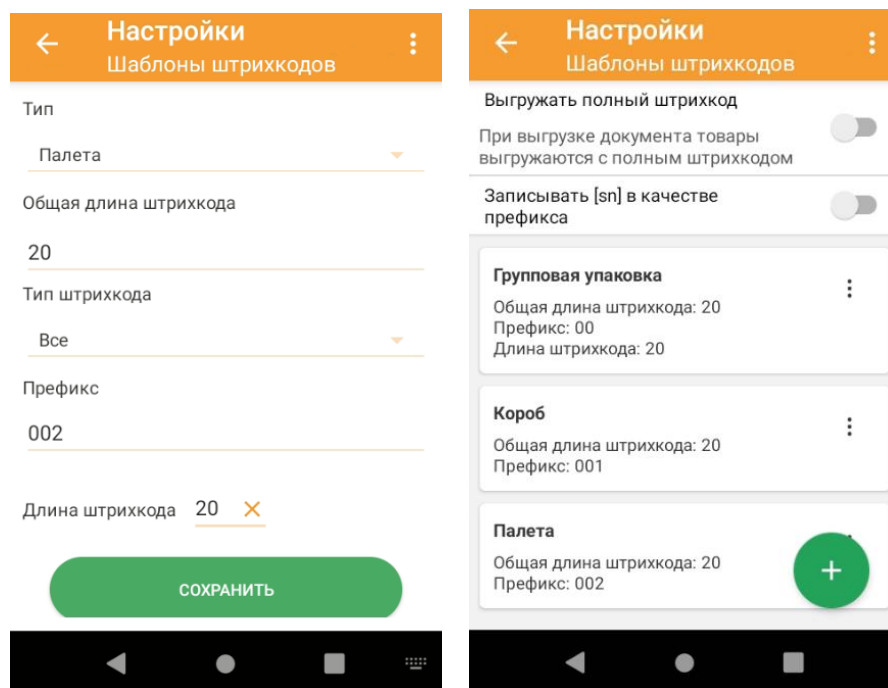 Настройки
Шаблоны штрихкодов
Тип
Палета
Общая длина штрихкода
20
Тип штрихкода
Все
Префикс
002
Длина штрихкода 20
СОХРАНИТЬ
Настройки
Шаблоны штрихкодов
Выгружать полный штрихкод
При выгрузке документа товары
выгружаются с полным штрихкодом
Записывать [sn] в качестве
префикса
Групповая упаковка
Общая длина штрихкода: 20
Префикс: 00
Длина штрихкода: 20
Короб
Общая длина штрихкода: 20
Префикс: 001
Палета
Общая длина штрихкода: 20
Префикс: 002